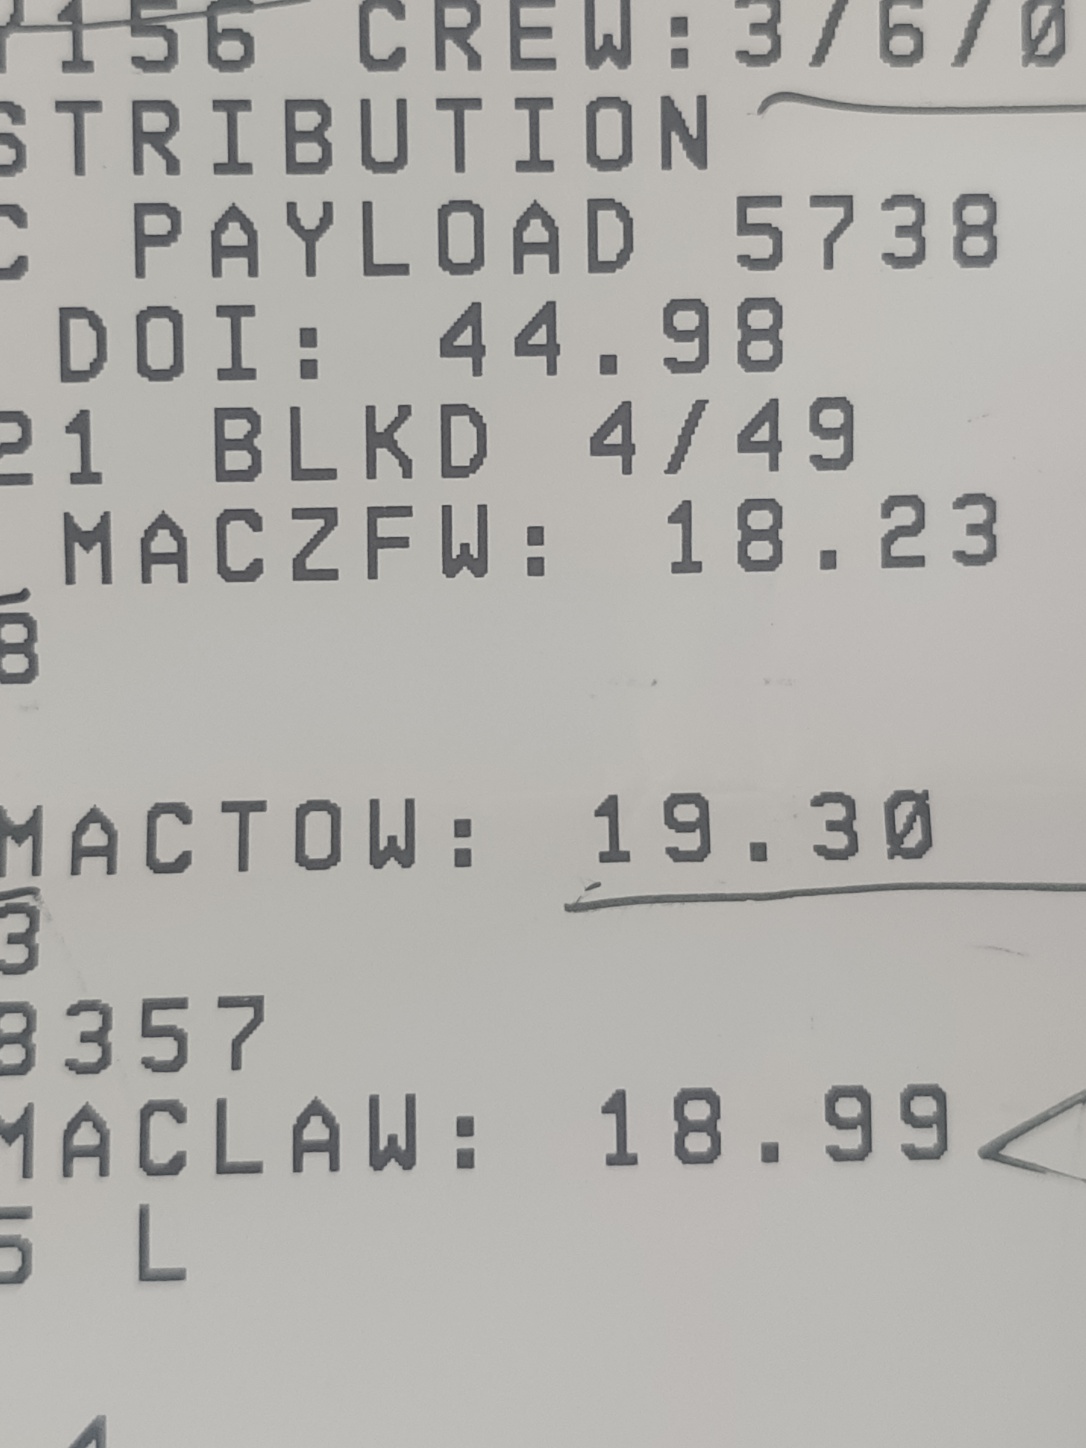 156 CREW:3/6/0
STRIBUTION
C PAYLOAD 5738
DOI: 44.98
21 BLKD 4/49
MACZFW: 18.23
8
MACTOW: 19.30
3
8357
MACLAW: 18.99
5 L